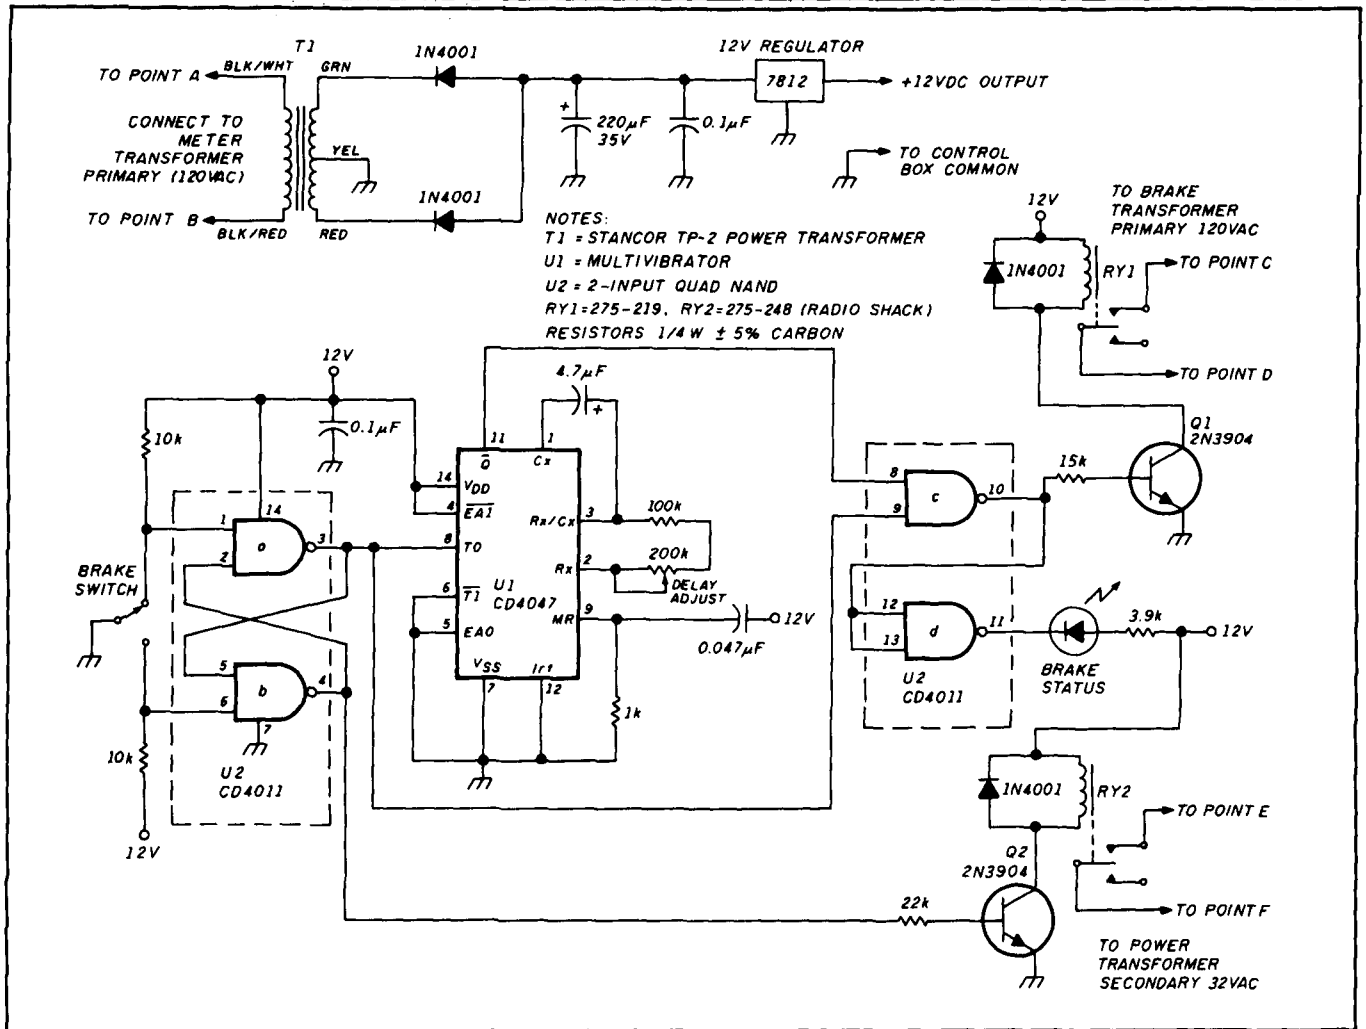 T1
1N4001
12V REGULATOR
TO POINT A
BLK/WHT
GRN
7812
+12VDC OUTPUT
CONNECT TO
METER
TRANSFORMER
PRIMARY (120VAC)
YEL
+
220µF
35V
0.1µF
TO CONTROL
BOX COMMON
TO POINT B
BLK/RED
RED
1N4001
NOTES:
T1 = STANCOR TP-2 POWER TRANSFORMER
U1 = MULTIVIBRATOR
U2 = 2-INPUT QUAD NAND
RY1=275-219, RY2=275-248 (RADIO SHACK)
RESISTORS 1/4 W ± 5% CARBON
12V
TO BRAKE
TRANSFORMER
PRIMARY 120VAC
1N4001
RY1
TO POINT C
TO POINT D
Q1
2N3904
12V
10k
0.1µF
4.7µF
+
11
1
Q
Cx
14
VDD
4
EA1
8
TO
6
T1
5
EAO
VSS
7
Irt
12
U1
CD4047
Rx/Cx
3
Rx
2
MR
9
100k
200k
DELAY
ADJUST
12V
0.047µF
1k
14
1
2
a
3
BRAKE
SWITCH
5
6
b
4
7
10k
U2
CD4011
12V
8
9
c
10
15k
12
13
d
11
U2
CD4011
3.9k
12V
BRAKE
STATUS
1N4001
RY2
TO POINT E
Q2
2N3904
22k
TO POINT F
TO POWER
TRANSFORMER
SECONDARY 32VAC